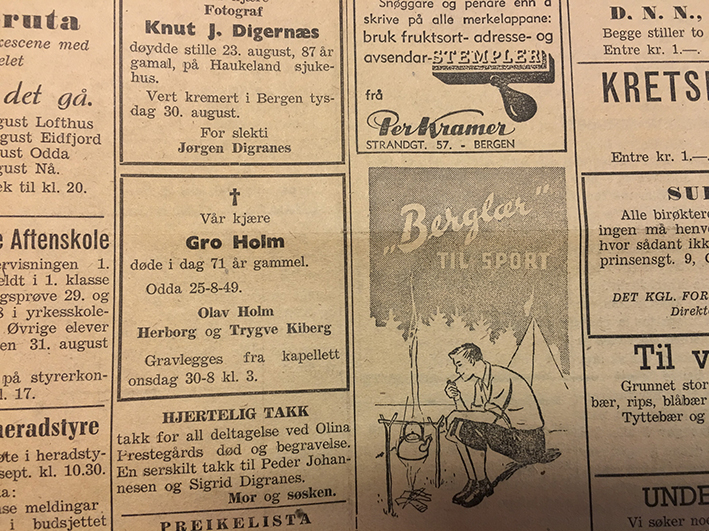 ruta
escene med
elet
det gå.
gust Lofthus
gust Eidfjord
gust Odda
gust Nå.
k til kl. 20.
e Aftenskole
rvisningen 1.
eldt i 1. klasse
gsprøve 29. og
8 i yrkesskole-
Øvrige elever
en 31. august
på styrerkon-
l. 17.
eradstyre
te i heradsty-
sept. kl. 10.30.
a:
se meldingar
i budsjettet
Fotograf
Knut J. Digernæs
døydde stille 23. august, 87 år
gamal, på Haukeland sjuke-
hus.
Vert kremert i Bergen tys-
dag 30. august.
For slekti
Jørgen Digranes
Vår kjære
Gro Holm
døde i dag 71 år gammel.
Odda 25-8-49.
Olav Holm
Herborg og Trygve Kiberg
Gravlegges fra kapellett
onsdag 30-8 kl. 3.
HJERTELIG TAKK
takk for all deltagelse ved Olina
Prestegårds død og begravelse.
En serskilt takk til Peder Johan-
nesen og Sigrid Digranes.
Mor og søsken.
PREIKELISTA
Snøggare og penare enn å
skrive på alle merkelappane:
bruk fruktsort- adresse- og
avsendar-STEMPLER
frå
Per Kramer
STRANDGT. 57. - BERGEN
„Berglær"
TIL SPORT
D. N. N.,
Begge stiller to
Entre kr. 1.—.
KRETS
Entre kr. 1.—.
SU
Alle birøktere
ingen må henve
hvor sådant ikk
prinsensgt. 9, O
DET KGL. FOR
Direkt
Til v
Grunnet stor
bær, rips, blåbær
Tyttebær og
UNDE
Vi søker no